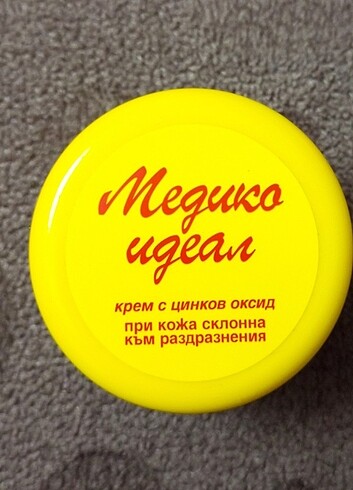 Медико
идеал
крем с цинков оксид
при кожа склонна
към раздразнения